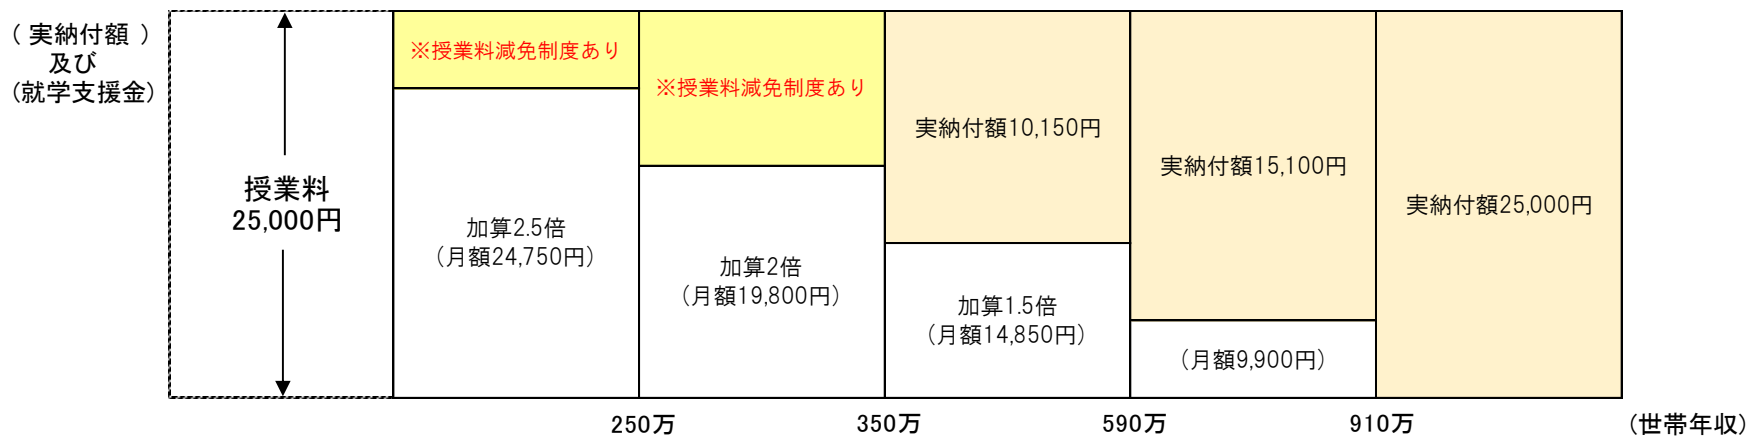 （ 実納付額 ）
及び
(就学支援金)
授業料
25,000円
※授業料減免制度あり
加算2.5倍
（月額24,750円）
※授業料減免制度あり
加算2倍
（月額19,800円）
実納付額10,150円
加算1.5倍
（月額14,850円）
実納付額15,100円
（月額9,900円）
実納付額25,000円
250万
350万
590万
910万
(世帯年収)